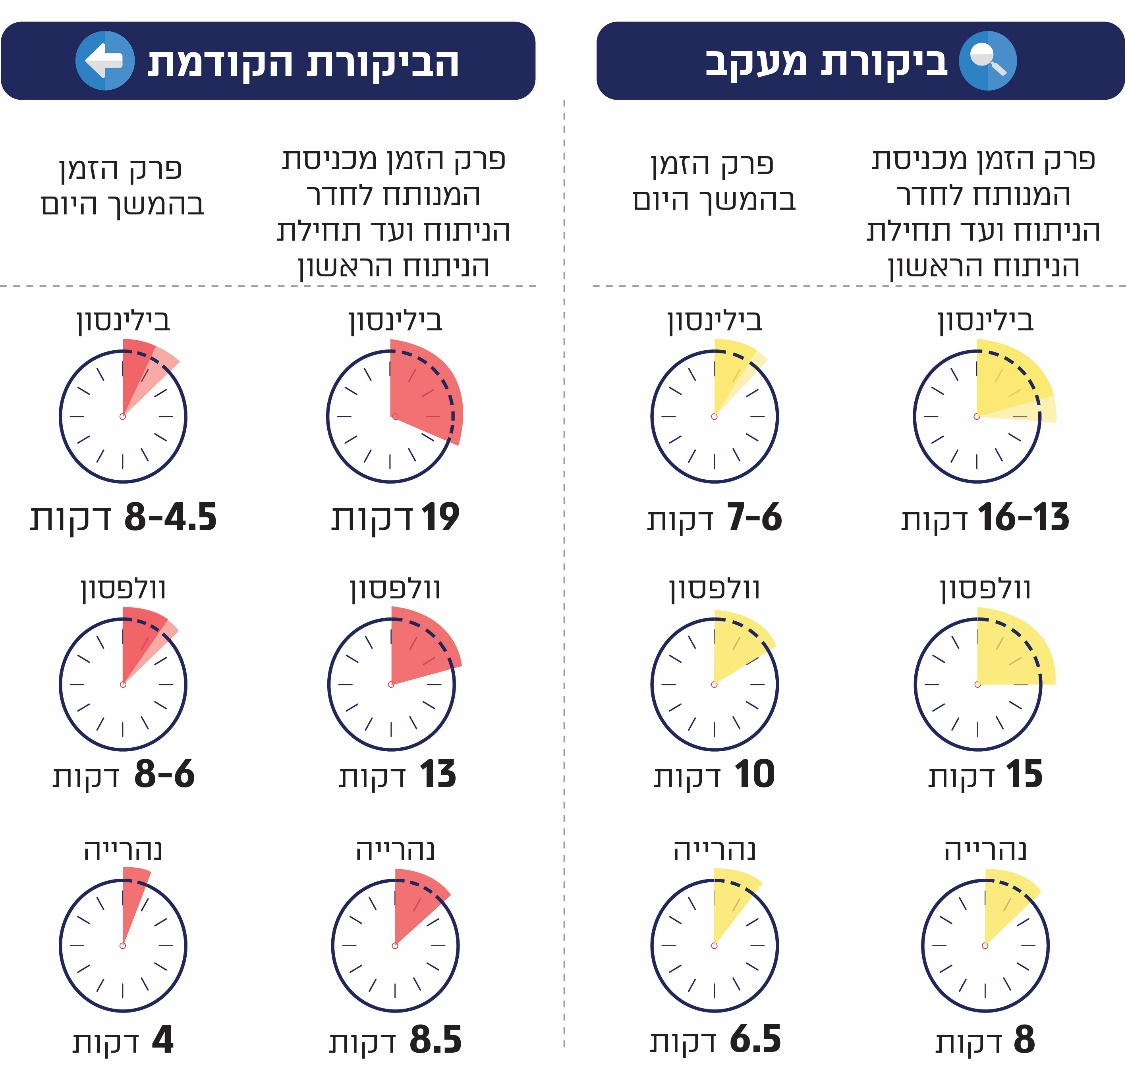 ביקורת מעקב
פרק הזמן מכניסת
המנותח לחדר
הניתוח ועד תחילת
הניתוח הראשון
פרק הזמן
בהמשך היום
בילינסון
16-13 דקות
בילינסון
7-6 דקות
וולפסון
15 דקות
וולפסון
10 דקות
נהרייה
8 דקות
נהרייה
6.5 דקות
הביקורת הקודמת
פרק הזמן מכניסת
המנותח לחדר
הניתוח ועד תחילת
הניתוח הראשון
פרק הזמן
בהמשך היום
בילינסון
19 דקות
בילינסון
8-4.5 דקות
וולפסון
13 דקות
וולפסון
8-6 דקות
נהרייה
8.5 דקות
נהרייה
4 דקות